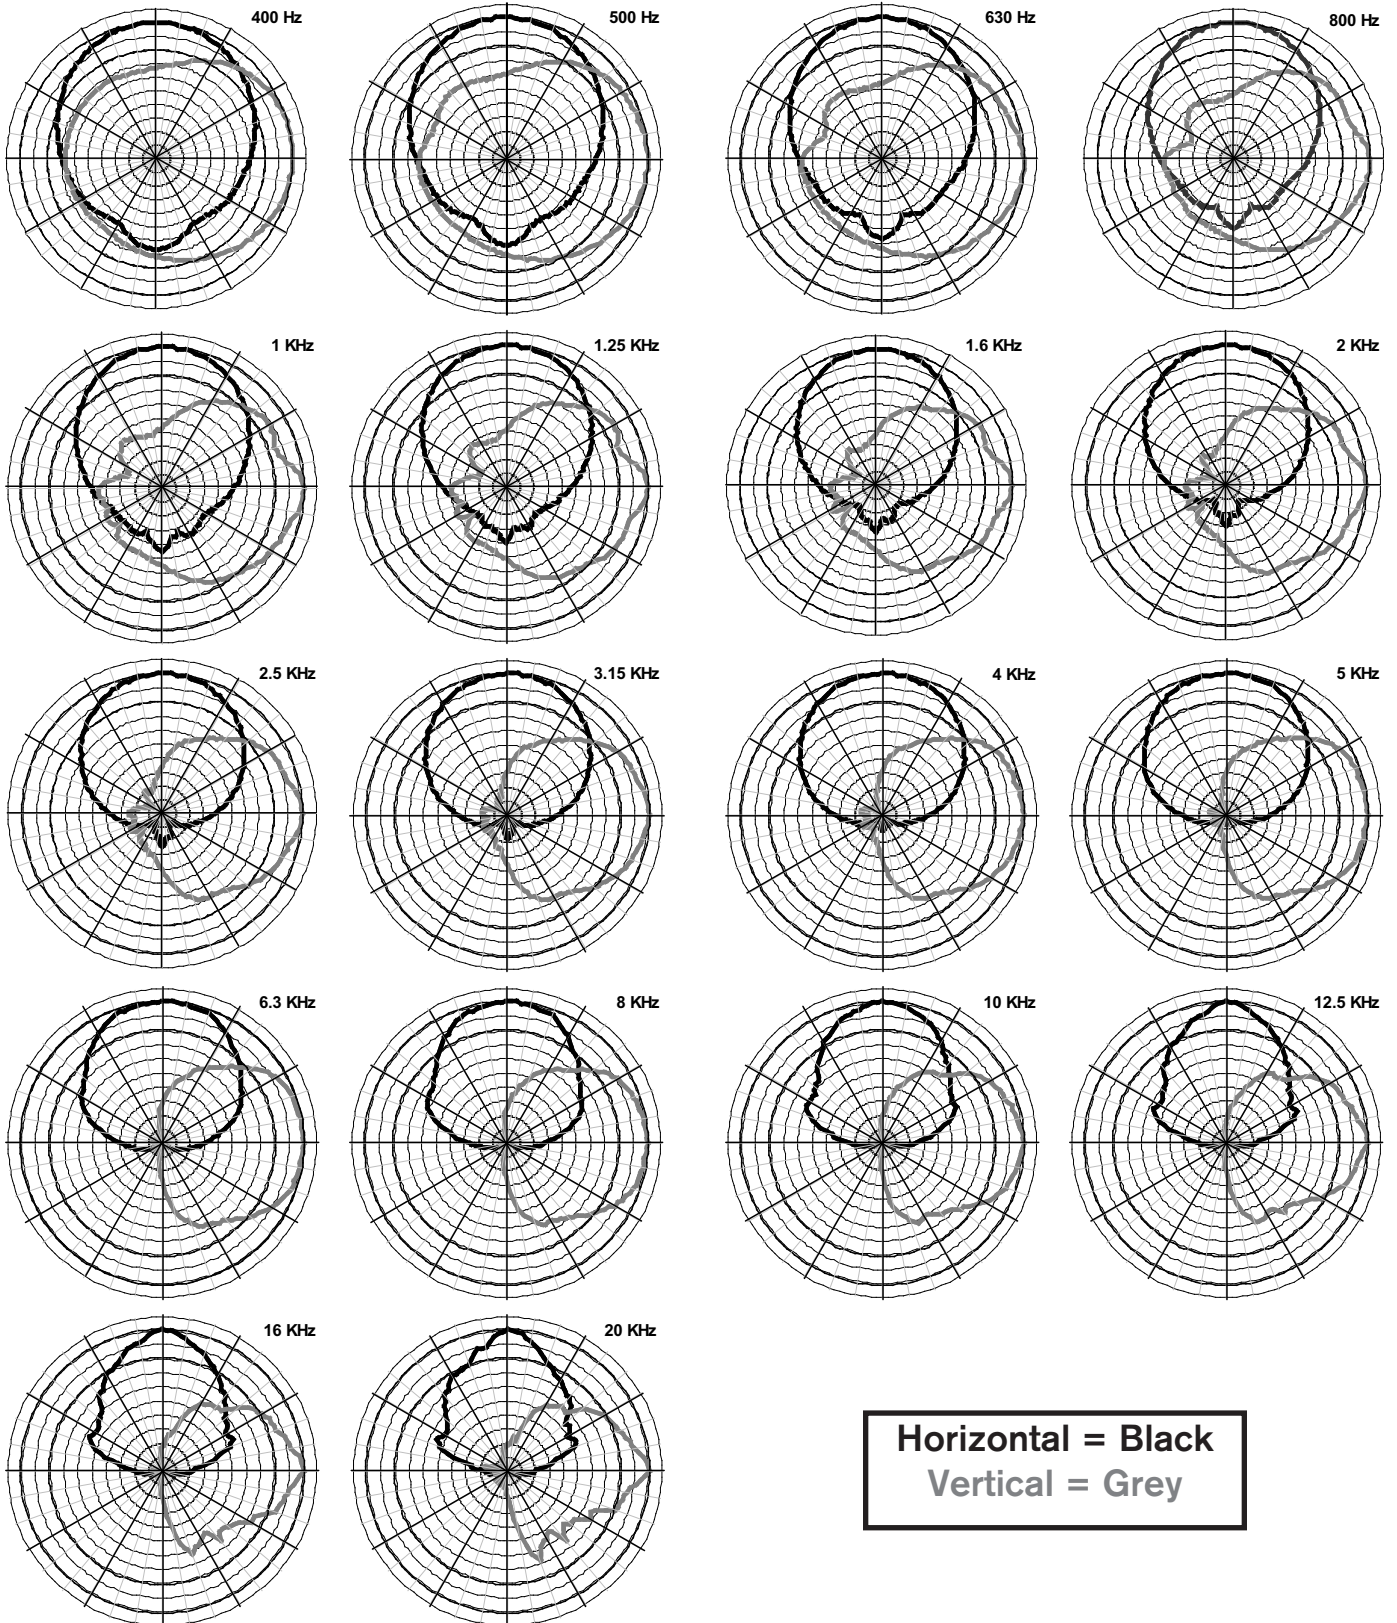 400 Hz
500 Hz
630 Hz
800 Hz
1 KHz
1.25 KHz
1.6 KHz
2 KHz
2.5 KHz
3.15 KHz
4 KHz
5 KHz
6.3 KHz
8 KHz
10 KHz
12.5 KHz
16 KHz
20 KHz
Horizontal = Black
Vertical = Grey